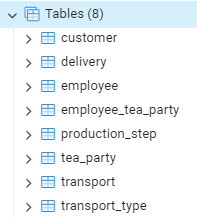 Tables (8)
customer
delivery
employee
employee_tea_party
production_step
tea_party
transport
transport_type